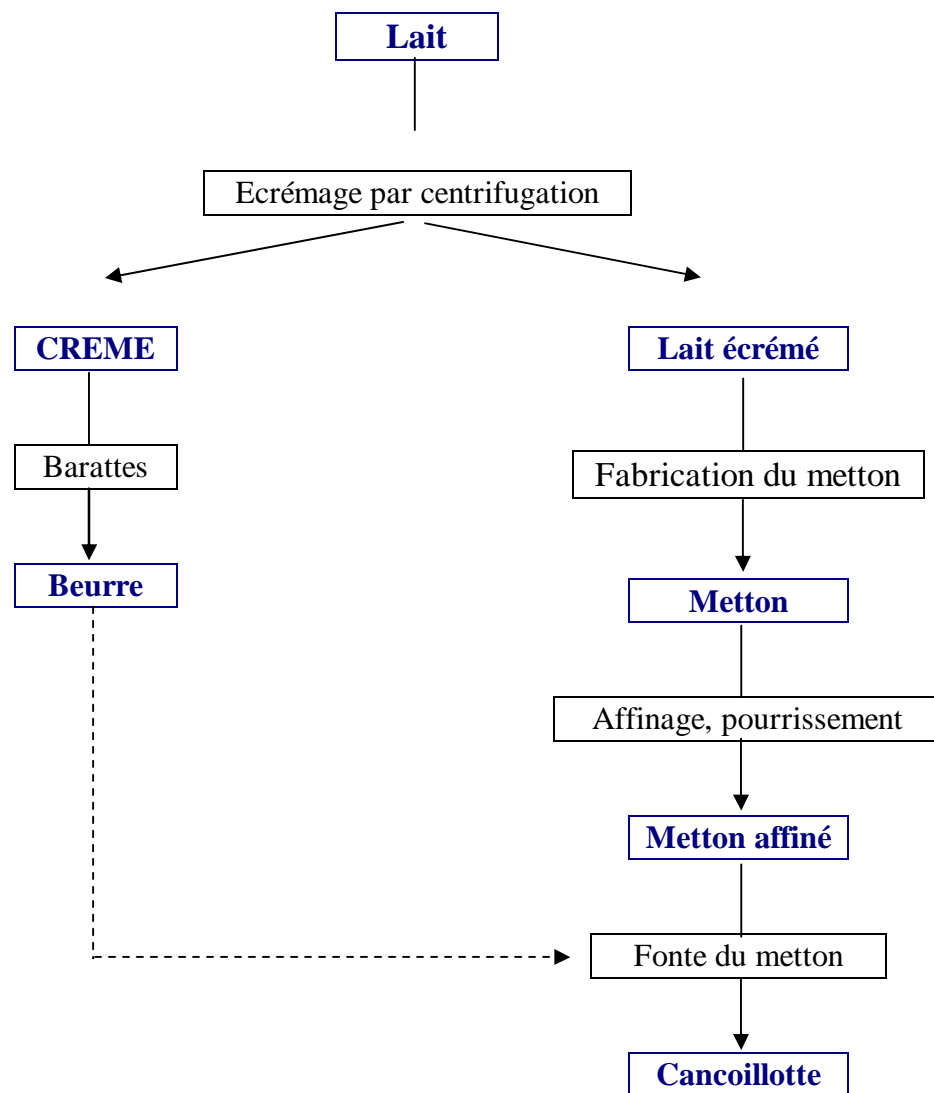 Lait
Ecrémage par centrifugation
CREME
Lait écrémé
Barattes
Fabrication du metton
Beurre
Metton
Affinage, pourrissement
Metton affiné
Fonte du metton
Cancoillotte